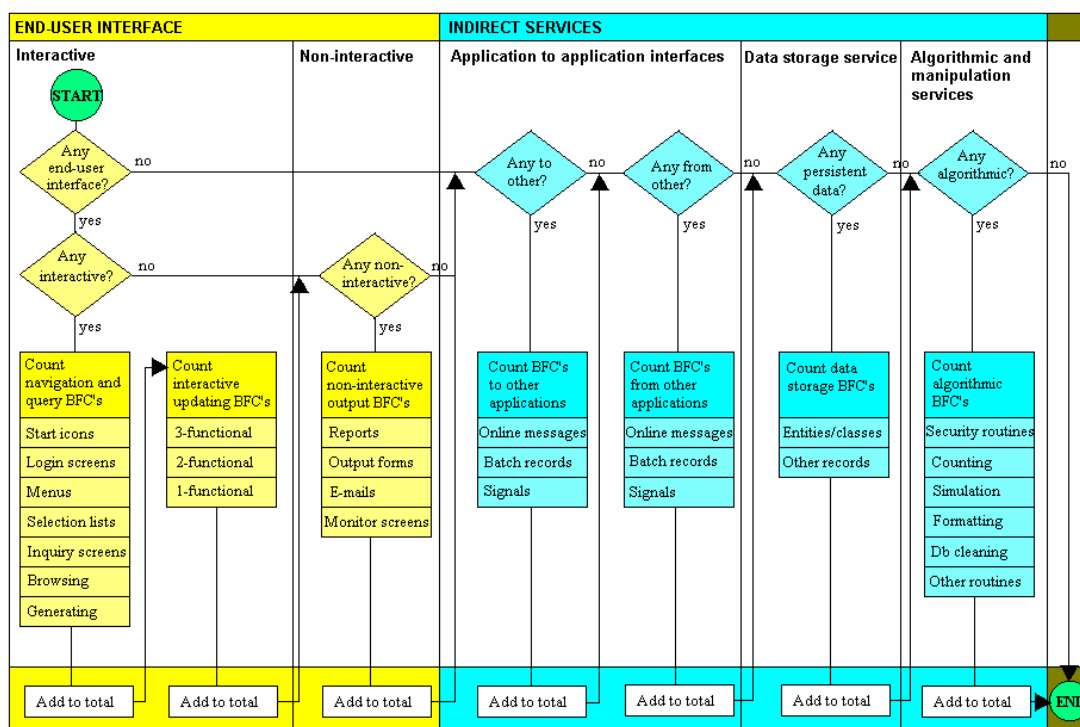 END-USER INTERFACE
INDIRECT SERVICES
Interactive
Non-interactive
Application to application interfaces
Data storage service
Algorithmic and
manipulation
services
START
Any
end-user
interface?
no
yes
Any to
other?
no
yes
Any from
other?
no
yes
Any
persistent
data?
no
yes
Any
algorithmic?
no
yes
Any
interactive?
no
yes
Any non-
interactive?
no
yes
Count
navigation and
query BFC's
Start icons
Login screens
Menus
Selection lists
Inquiry screens
Browsing
Generating
Count
interactive
updating BFC's
3-functional
2-functional
1-functional
Count
non-interactive
output BFC's
Reports
Output forms
E-mails
Monitor screens
Count BFC's
to other
applications
Online messages
Batch records
Signals
Count BFC's
from other
applications
Online messages
Batch records
Signals
Count data
storage BFC's
Entities/classes
Other records
Count
algorithmic
BFC's
Security routines
Counting
Simulation
Formatting
Db cleaning
Other routines
Add to total
Add to total
Add to total
Add to total
Add to total
Add to total
Add to total
END